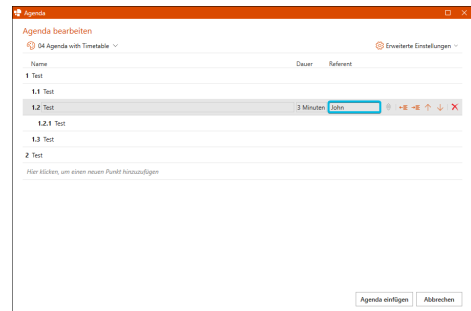 Agenda
Agenda bearbeiten
04 Agenda with Timetable
Erweiterte Einstellungen
Name Dauer Referent
1 Test
1.1 Test
1.2 Test 3 Minuten John
1.2.1 Test
1.3 Test
2 Test
Hier klicken, um einen neuen Punkt hinzuzufügen
Agenda einfügen Abbrechen